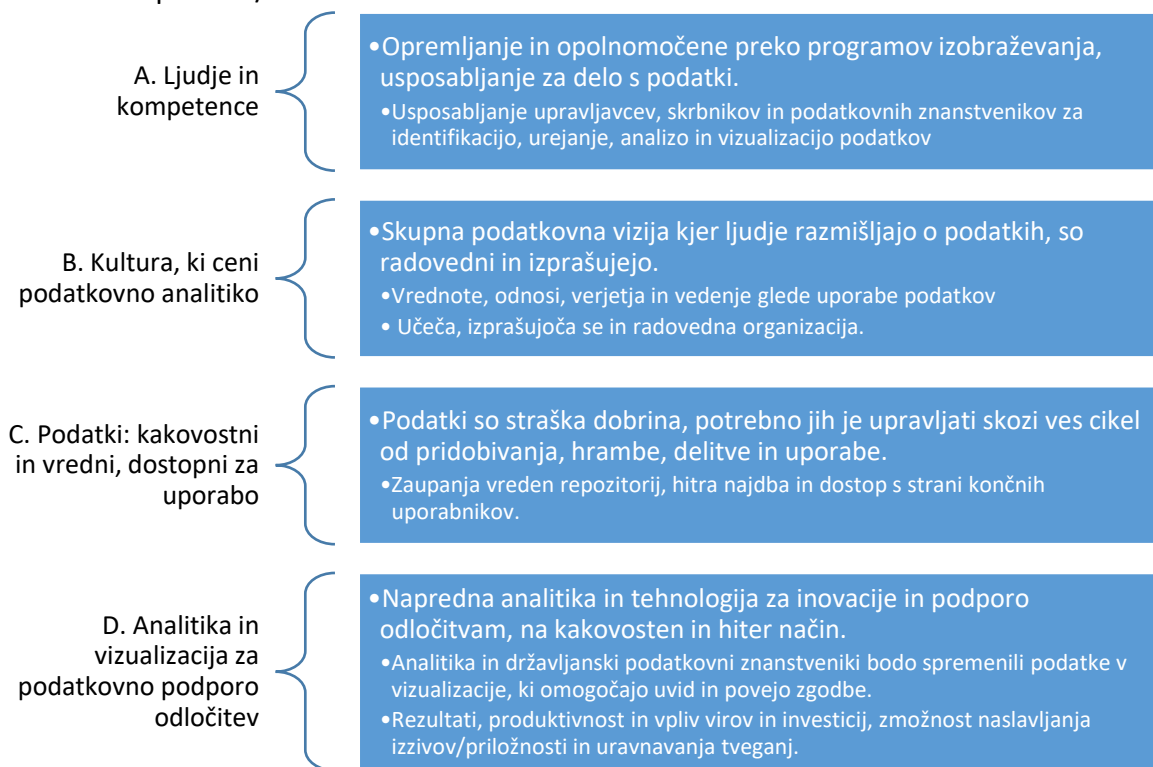 A. Ljudje in
kompetence
•Opremljanje in opolnomočene preko programov izobraževanja,
usposabljanje za delo s podatki.
•Usposabljanje upravljavcev, skrbnikov in podatkovnih znanstvenikov za
identifikacijo, urejanje, analizo in vizualizacijo podatkov
B. Kultura, ki ceni
podatkovno analitiko
•Skupna podatkovna vizija kjer ljudje razmišljajo o podatkih, so
radovedni in izprašujejo.
•Vrednote, odnosi, verjetja in vedenje glede uporabe podatkov
• Učeča, izprašujoča se in radovedna organizacija.
C. Podatki: kakovostni
in vredni, dostopni za
uporabo
•Podatki so straška dobrina, potrebno jih je upravljati skozi ves cikel
od pridobivanja, hrambe, delitve in uporabe.
•Zaupanja vreden repozitorij, hitra najdba in dostop s strani končnih
uporabnikov.
D. Analitika in
vizualizacija za
podatkovno podporo
odločitev
•Napredna analitika in tehnologija za inovacije in podporo
odločitvam, na kakovosten in hiter način.
•Analitika in državljanski podatkovni znanstveniki bodo spremenili podatke v
vizualizacije, ki omogočajo uvid in povejo zgodbe.
•Rezultati, produktivnost in vpliv virov in investicij, zmožnost naslavljanja
izzivov/priložnosti in uravnavanja tveganj.